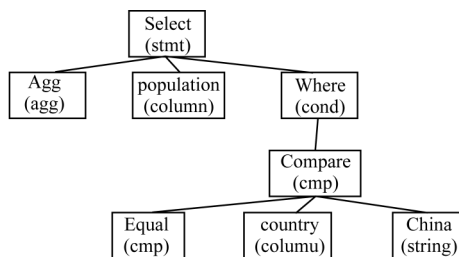 Select
(stmt)
Agg
(agg)
population
(column)
Where
(cond)
Compare
(cmp)
Equal
(cmp)
country
(columu)
China
(string)